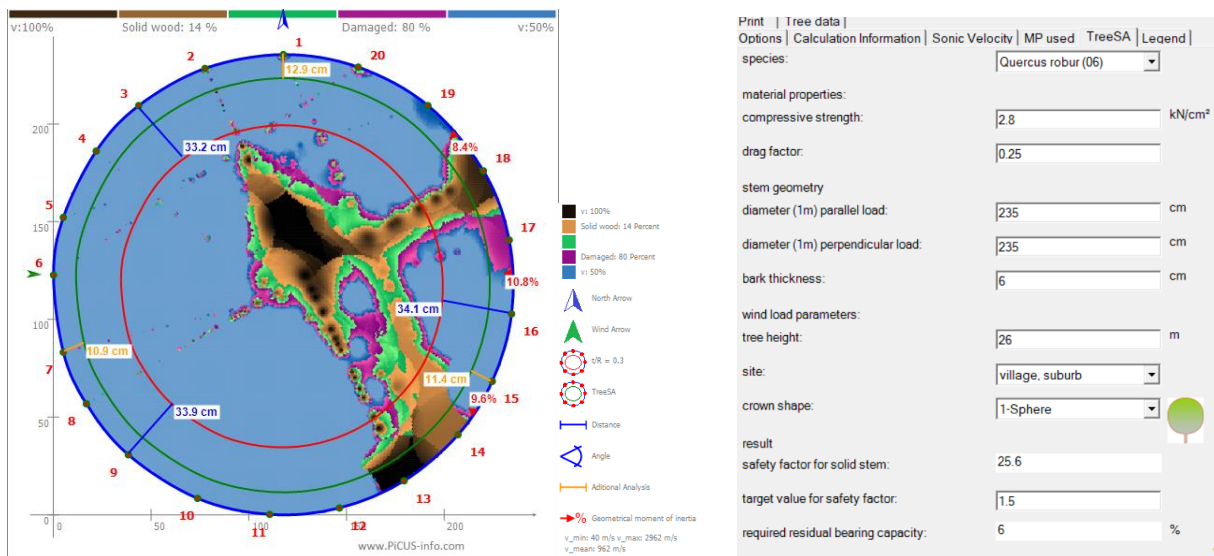 v:100%
Solid wood: 14 %
Damaged: 80 %
v:50%
1
2
20
12.9 cm
3
19
4
200
33.2 cm
8.4%
18
5
150
17
6
10.8%
34.1 cm
16
100
7
10.9 cm
11.4 cm
15
9.6%
33.9 cm
8
50
14
9
13
10
11
12
0
0
50
100
150
200
www.PiCUS-info.com
v: 100%
Solid wood: 14 Percent
Damaged: 80 Percent
v: 50%
North Arrow
Wind Arrow
t/R = 0.3
TreeSA
Distance
Angle
Aditional Analysis
Geometrical moment of inertia
v_min: 40 m/s v_max: 2962 m/s
v_mean: 962 m/s
Print | Tree data |
Options | Calculation Information | Sonic Velocity | MP used | TreeSA | Legend |
species: Quercus robur (06)
material properties:
compressive strength: 2.8 kN/cm²
drag factor: 0.25
stem geometry
diameter (1m) parallel load: 235 cm
diameter (1m) perpendicular load: 235 cm
bark thickness: 6 cm
wind load parameters:
tree height: 26 m
site: village, suburb
crown shape: 1-Sphere
result
safety factor for solid stem: 25.6
target value for safety factor: 1.5
required residual bearing capacity: 6 %